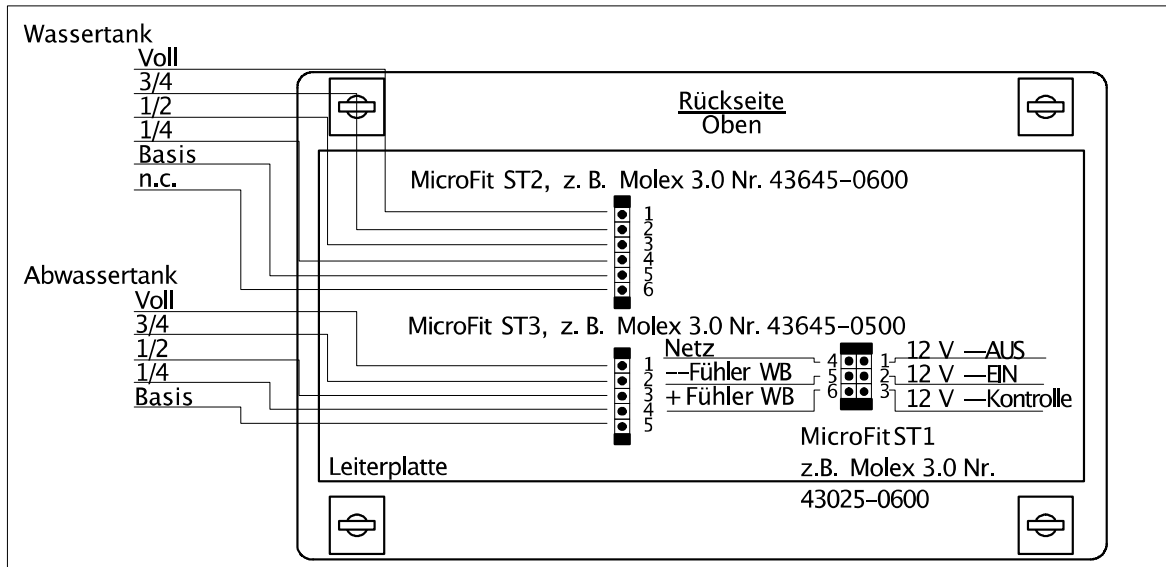 Wassertank
Voll
3/4
1/2
1/4
Basis
n.c.
Rückseite
Oben
MicroFit ST2, z. B. Molex 3.0 Nr. 43645-0600
1
2
3
4
5
6
Abwassertank
Voll
3/4
1/2
1/4
Basis
MicroFit ST3, z. B. Molex 3.0 Nr. 43645-0500
1
2
3
4
5
Netz 4 1 12 V —AUS
--Fühler WB 5 2 12 V —EIN
+ Fühler WB 6 3 12 V —Kontrolle
MicroFit ST1
z.B. Molex 3.0 Nr.
43025-0600
Leiterplatte